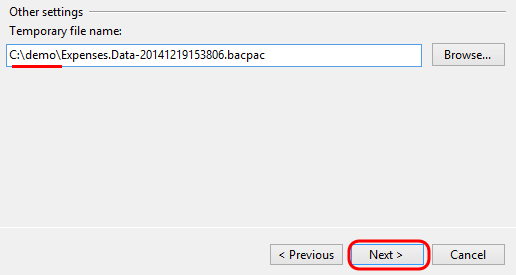 Other settings
Temporary file name:
C:\demo\Expenses.Data-20141219153806.bacpac
Browse...
< Previous
Next >
Cancel